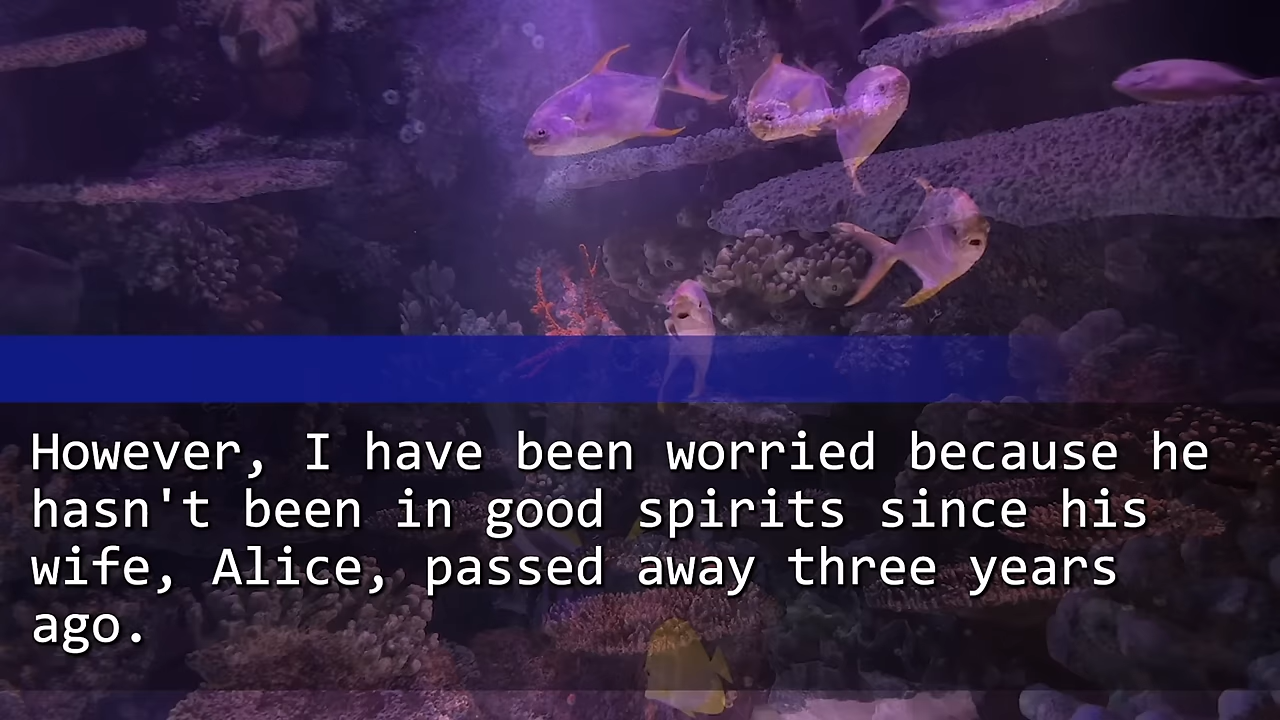 However, I have been worried because he
hasn't been in good spirits since his
wife, Alice, passed away three years
ago.